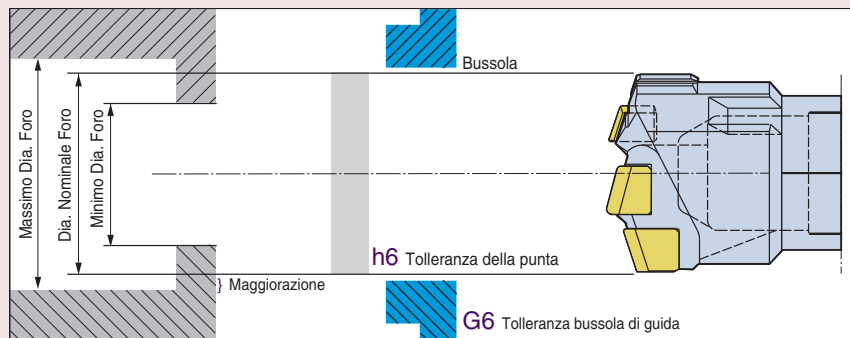 Massimo Dia. Foro
Dia. Nominale Foro
Minimo Dia. Foro
Bussola
h6 Tolleranza della punta
} Maggiorazione
G6 Tolleranza bussola di guida